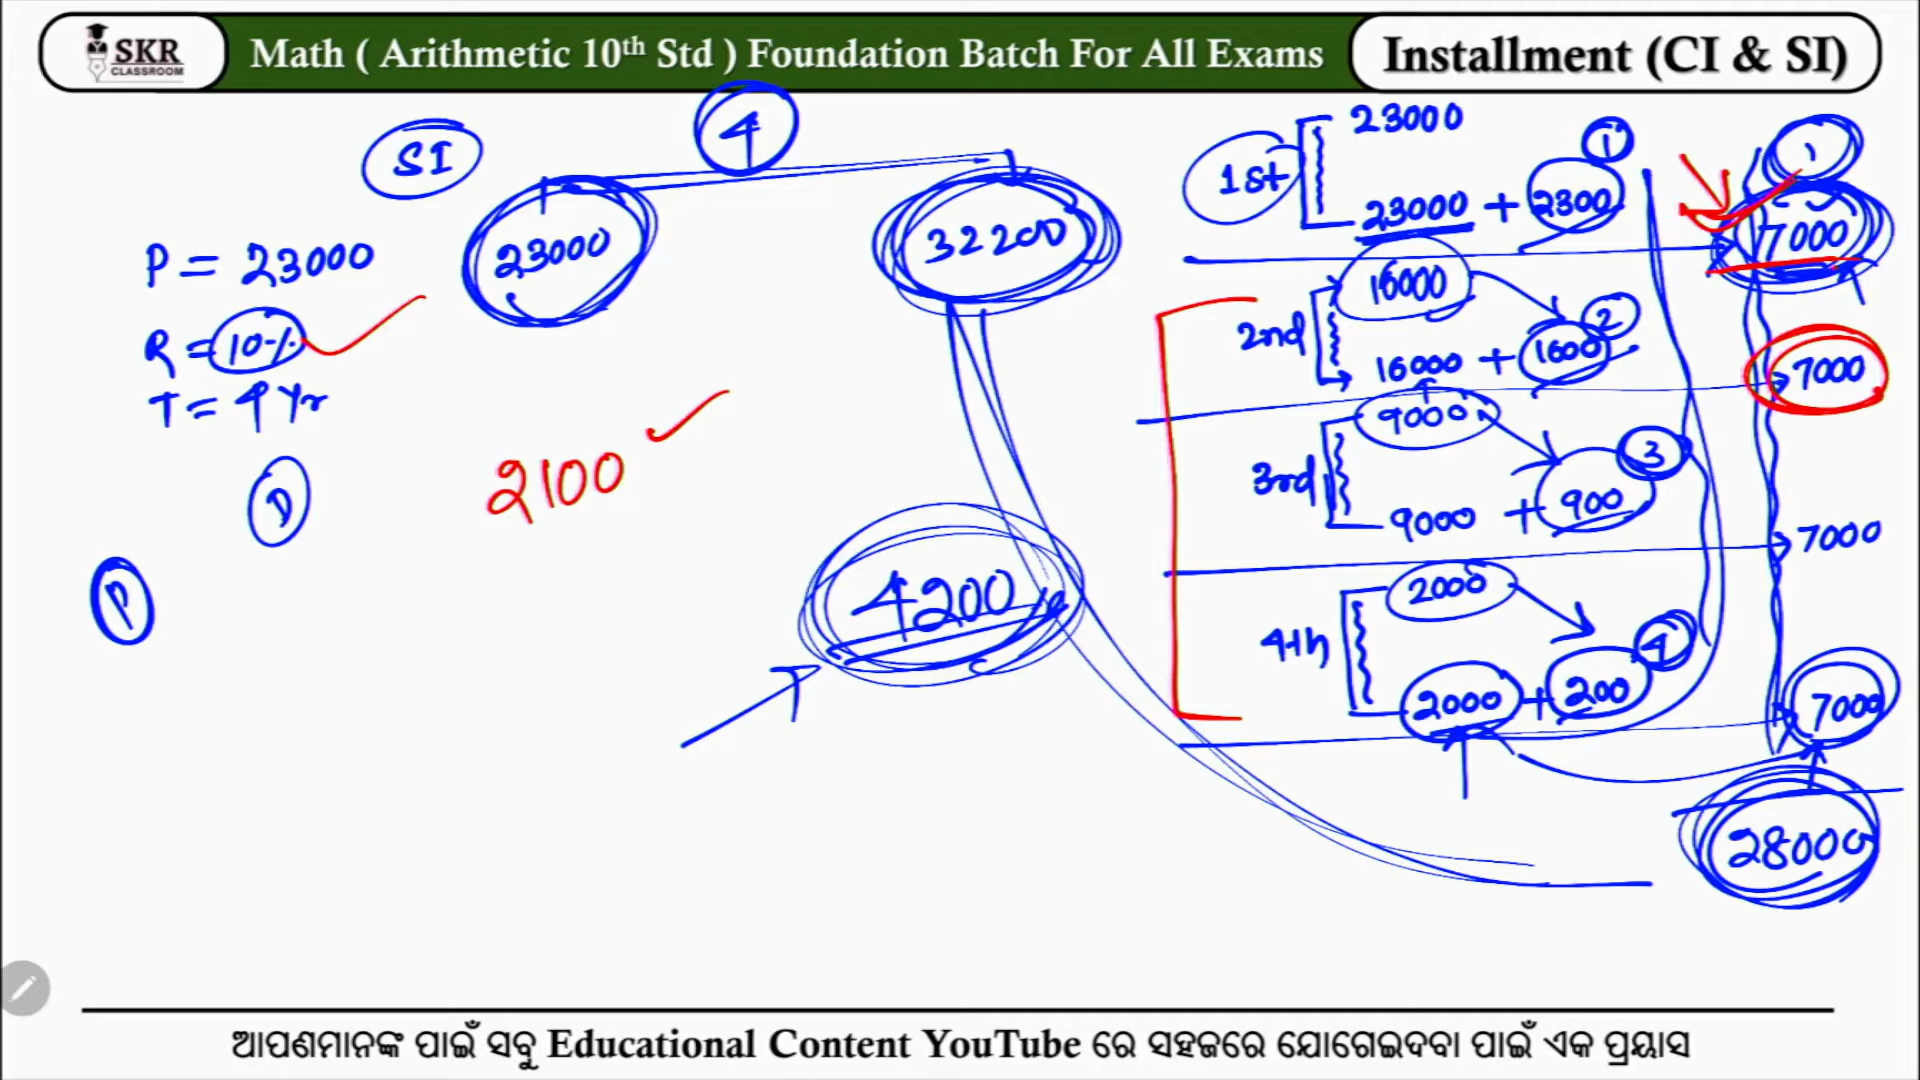 SKR
CLASSROOM
Math ( Arithmetic 10th Std ) Foundation Batch For All Exams
Installment (CI & SI)
SI
4
23000
32200
P = 23000
R = 10%
T = 4 Yr
D
P
2100
4200
1st
23000
23000 + 2300
1
1
7000
2nd
16000
16000 + 1600
2
7000
3rd
9000
9000 + 900
3
7000
4th
2000
2000 + 200
4
7000
28000
ଆପଣମାନଙ୍କ ପାଇଁ ସବୁ Educational Content YouTube ରେ ସହଜରେ ଯୋଗେଇଦବା ପାଇଁ ଏକ ପ୍ରୟାସ